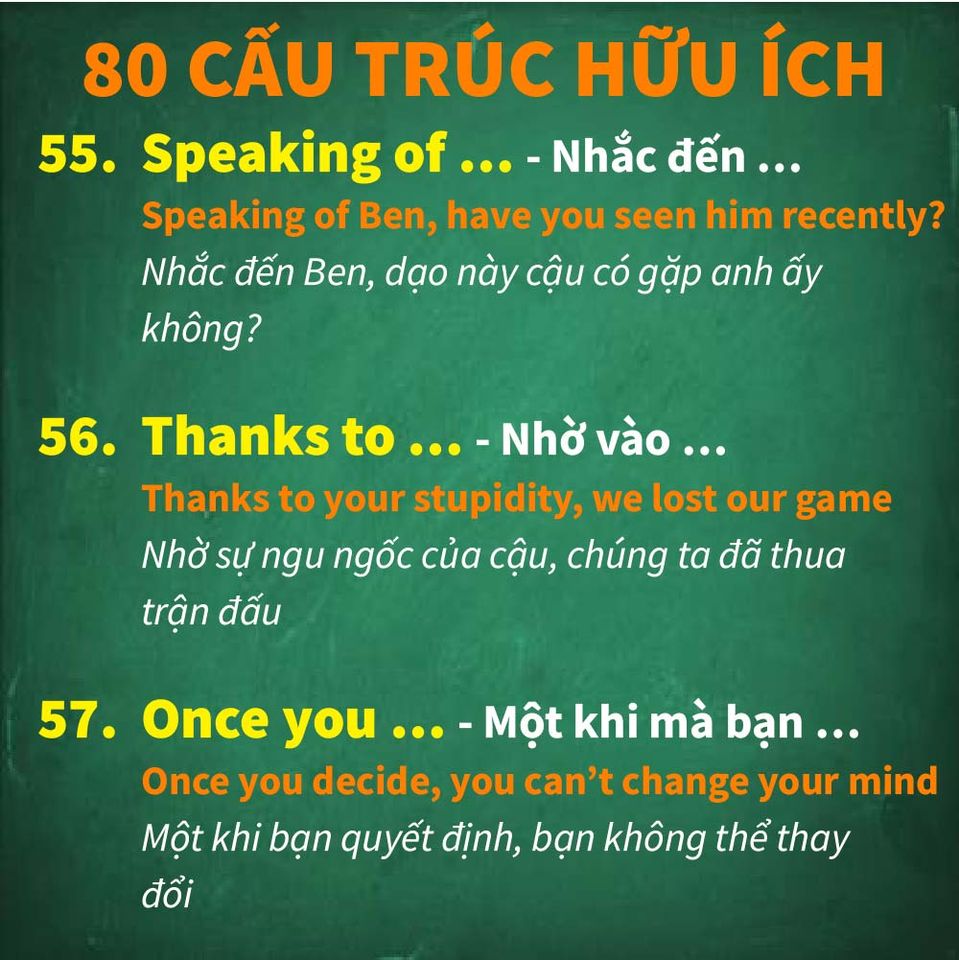 80 CẤU TRÚC HỮU ÍCH
55. Speaking of ... - Nhắc đến ...
Speaking of Ben, have you seen him recently?
Nhắc đến Ben, dạo này cậu có gặp anh ấy
không?
56. Thanks to ... - Nhờ vào ...
Thanks to your stupidity, we lost our game
Nhờ sự ngu ngốc của cậu, chúng ta đã thua
trận đấu
57. Once you ... - Một khi mà bạn ...
Once you decide, you can’t change your mind
Một khi bạn quyết định, bạn không thể thay
đổi